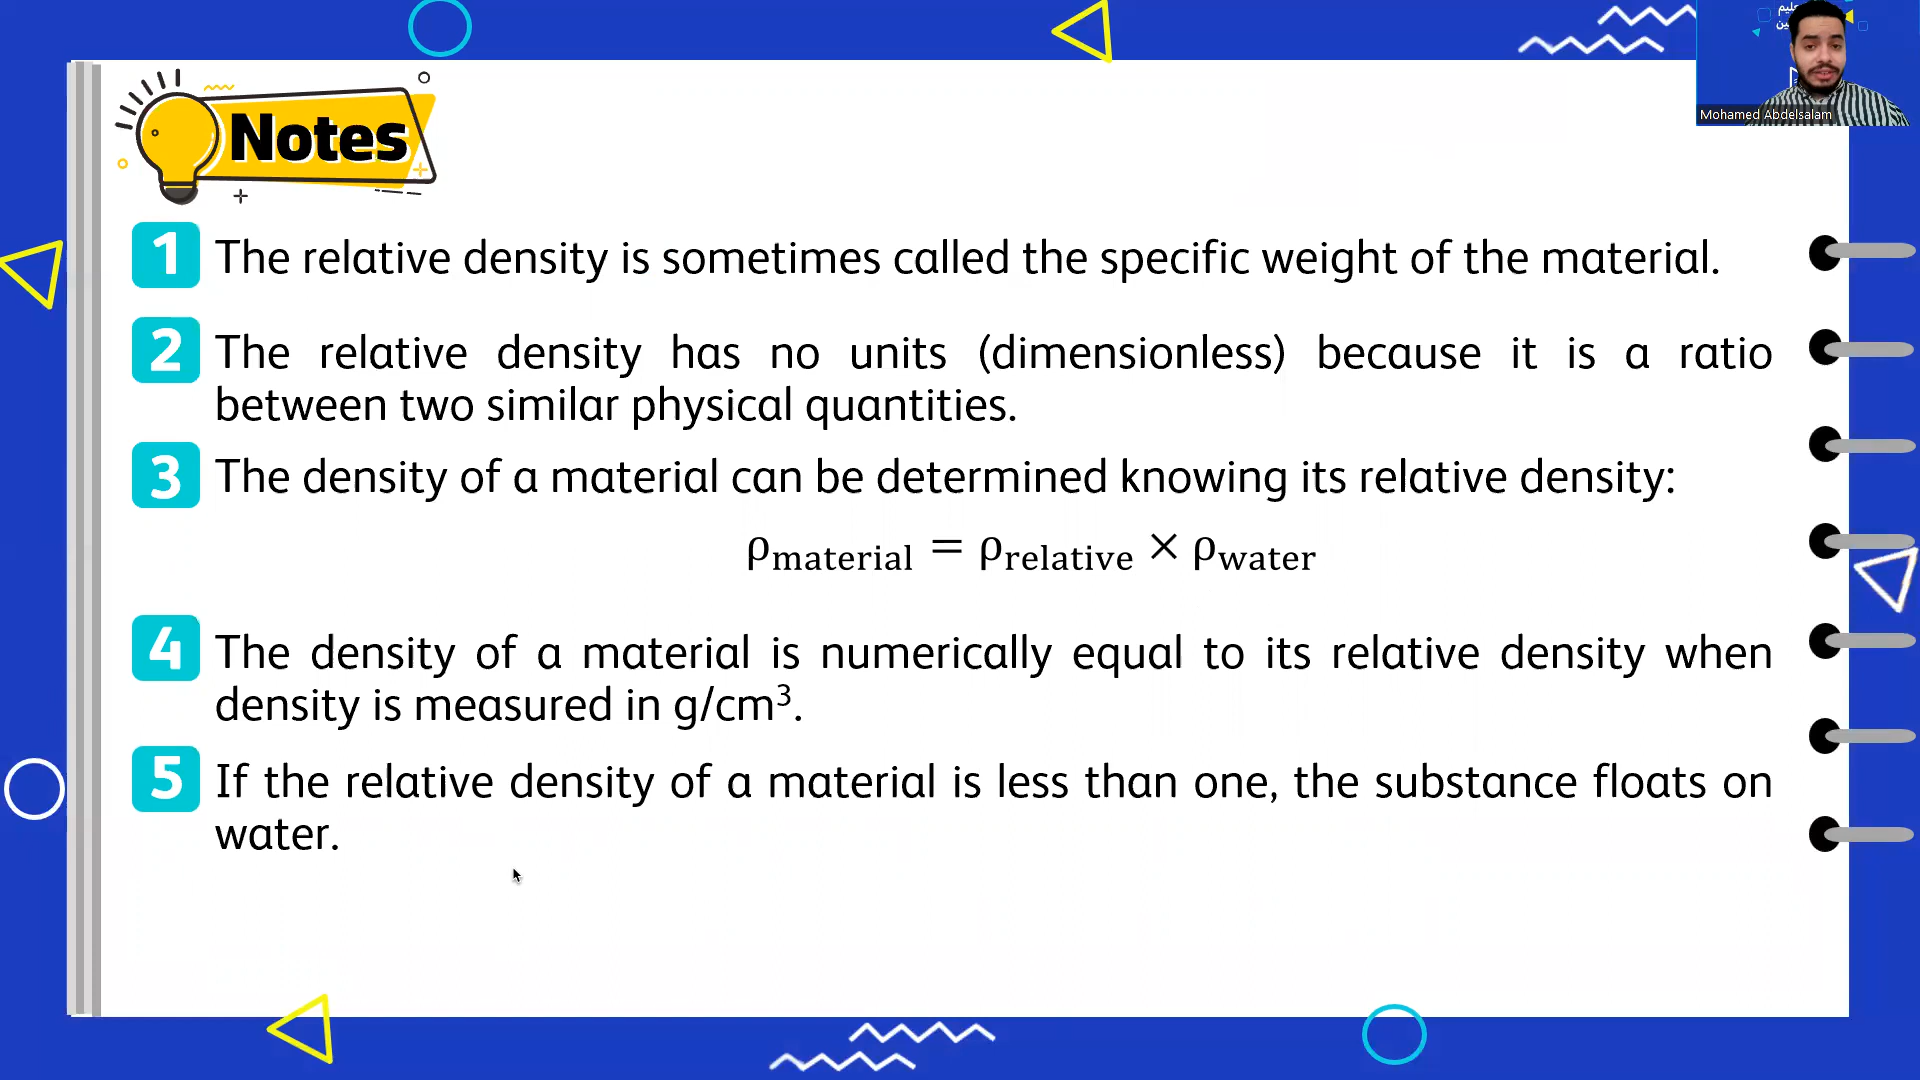 Notes
1 The relative density is sometimes called the specific weight of the material.
2 The relative density has no units (dimensionless) because it is a ratio
between two similar physical quantities.
3 The density of a material can be determined knowing its relative density:
ρmaterial = ρrelative × ρwater
4 The density of a material is numerically equal to its relative density when
density is measured in g/cm³.
5 If the relative density of a material is less than one, the substance floats on
water.
Mohamed Abdelsalam